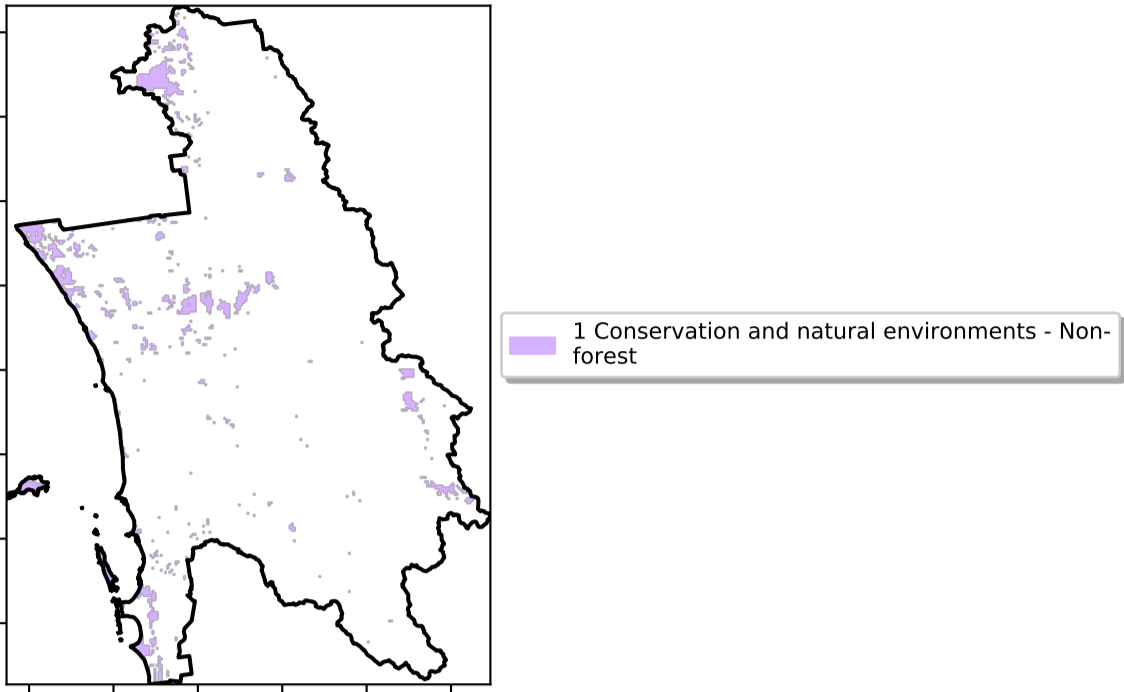 1 Conservation and natural environments - Non-
forest